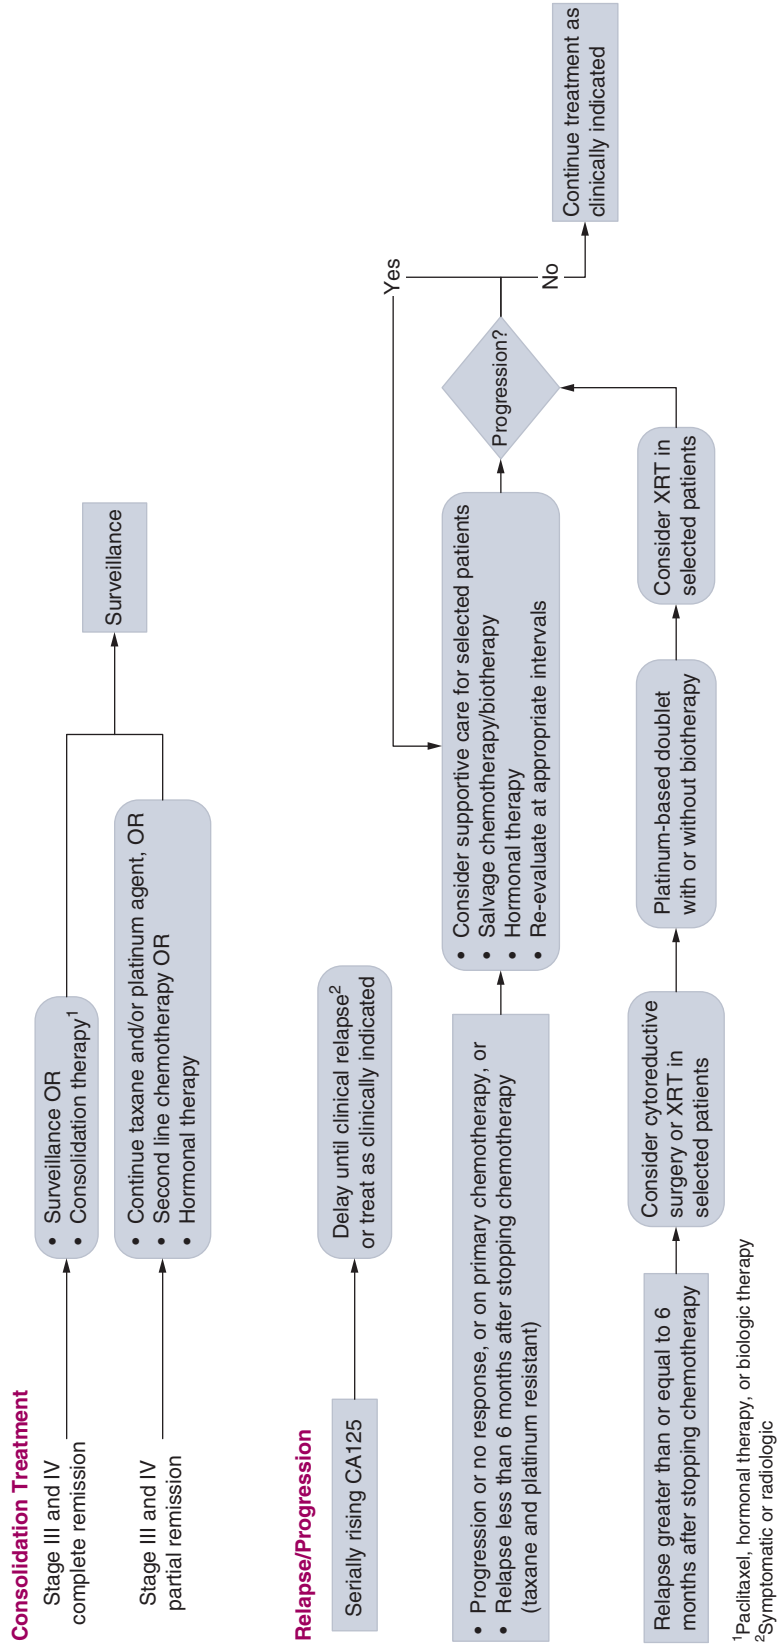 Consolidation Treatment
Stage III and IV
complete remission
• Surveillance OR
• Consolidation therapy1
Stage III and IV
partial remission
• Continue taxane and/or platinum agent, OR
• Second line chemotherapy OR
• Hormonal therapy
Surveillance
Relapse/Progression
Serially rising CA125
Delay until clinical relapse2
or treat as clinically indicated
• Progression or no response, or on primary chemotherapy, or
• Relapse less than 6 months after stopping chemotherapy
(taxane and platinum resistant)
• Consider supportive care for selected patients
• Salvage chemotherapy/biotherapy
• Hormonal therapy
• Re-evaluate at appropriate intervals
Progression?
Yes
No
Continue treatment as
clinically indicated
Relapse greater than or equal to 6
months after stopping chemotherapy
Consider cytoreductive
surgery or XRT in
selected patients
Platinum-based doublet
with or without biotherapy
Consider XRT in
selected patients
1Paclitaxel, hormonal therapy, or biologic therapy
2Symptomatic or radiologic